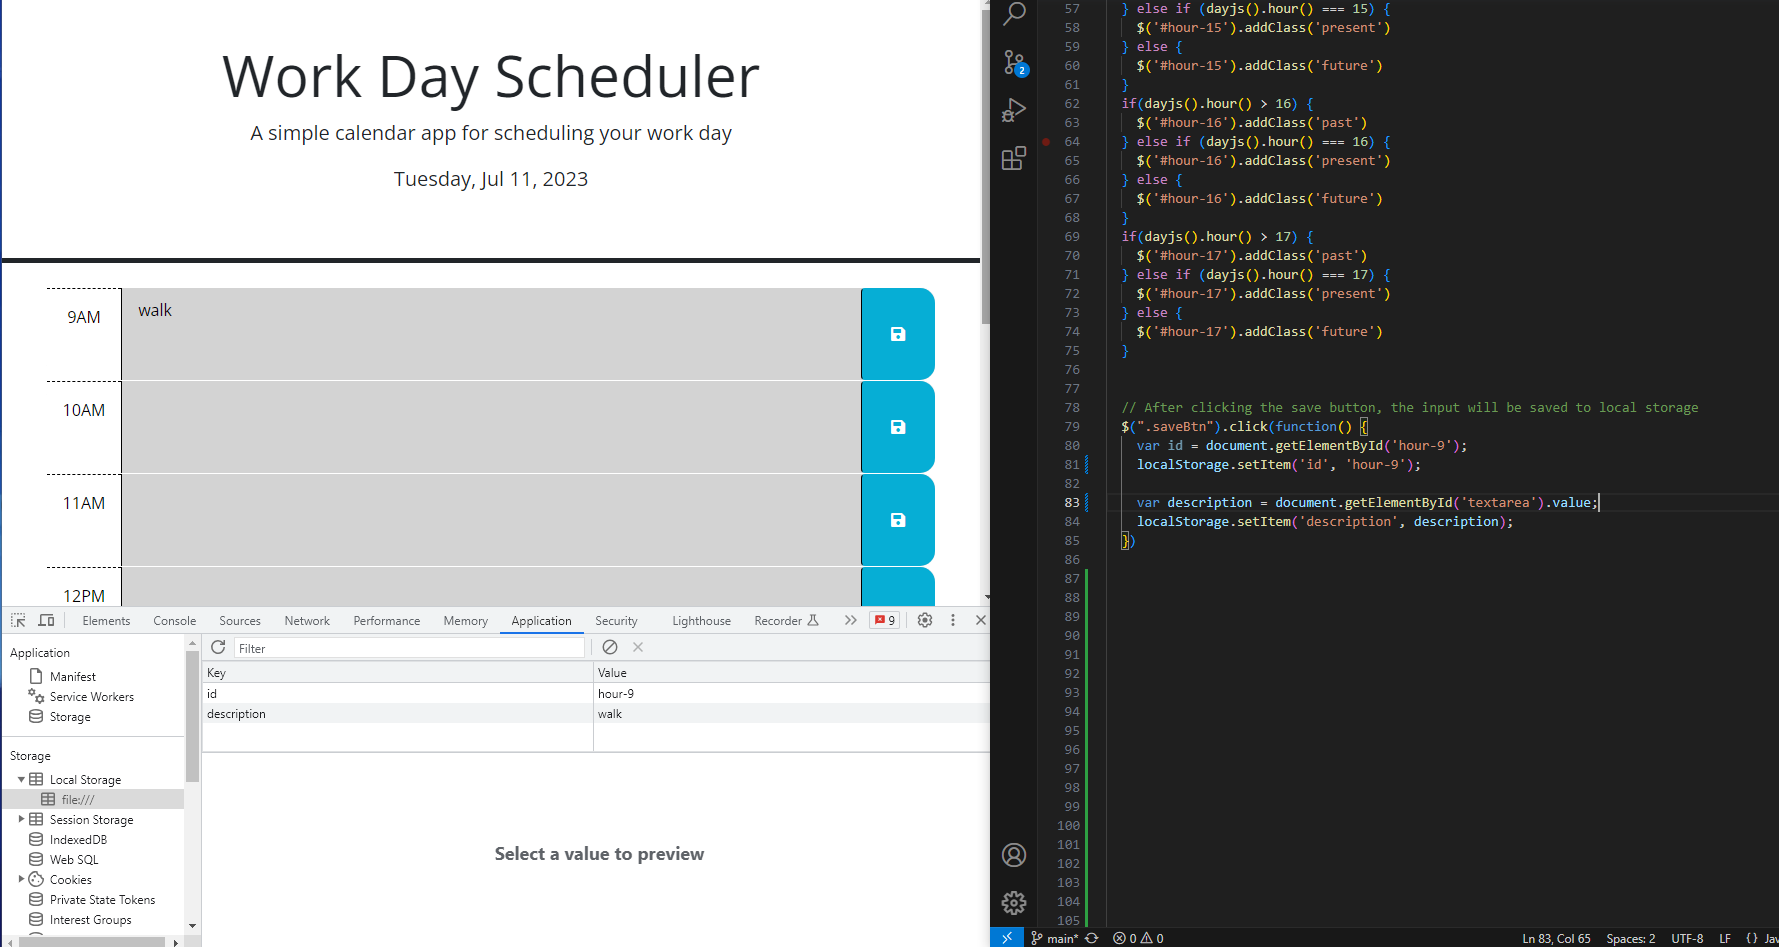 Work Day Scheduler
A simple calendar app for scheduling your work day
Tuesday, Jul 11, 2023
9AM walk
10AM
11AM
12PM
Elements Console Sources Network Performance Memory Application Security Lighthouse Recorder 9
Application
Manifest
Service Workers
Storage
Storage
Local Storage
file:///
Session Storage
IndexedDB
Web SQL
Cookies
Private State Tokens
Interest Groups
Filter
Key Value
id hour-9
description walk
Select a value to preview
2
57 } else if (dayjs().hour() === 15) {
58 $('#hour-15').addClass('present')
59 } else {
60 $('#hour-15').addClass('future')
61 }
62 if(dayjs().hour() > 16) {
63 $('#hour-16').addClass('past')
64 } else if (dayjs().hour() === 16) {
65 $('#hour-16').addClass('present')
66 } else {
67 $('#hour-16').addClass('future')
68 }
69 if(dayjs().hour() > 17) {
70 $('#hour-17').addClass('past')
71 } else if (dayjs().hour() === 17) {
72 $('#hour-17').addClass('present')
73 } else {
74 $('#hour-17').addClass('future')
75 }
76
77
78 // After clicking the save button, the input will be saved to local storage
79 $(".saveBtn").click(function() {
80 var id = document.getElementById('hour-9');
81 localStorage.setItem('id', 'hour-9');
82
83 var description = document.getElementById('textarea').value;
84 localStorage.setItem('description', description);
85 })
86
87
88
89
90
91
92
93
94
95
96
97
98
99
100
101
102
103
104
105
main* 0 0 Ln 83, Col 65 Spaces: 2 UTF-8 LF {} Jav